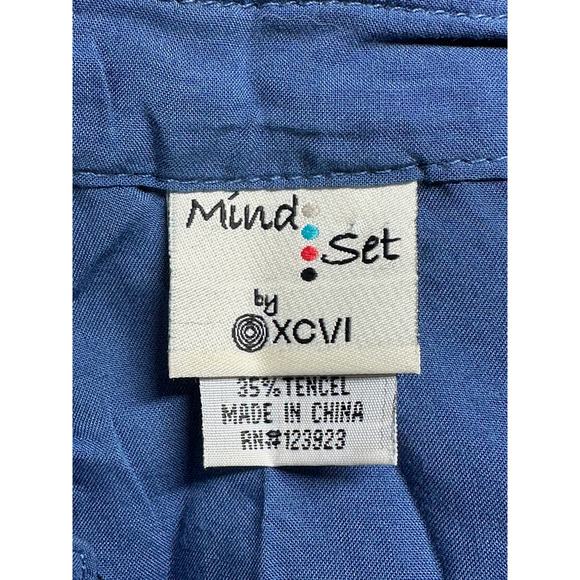 Mind
Set
by
XCVI
35% TENCEL
MADE IN CHINA
RN#123923